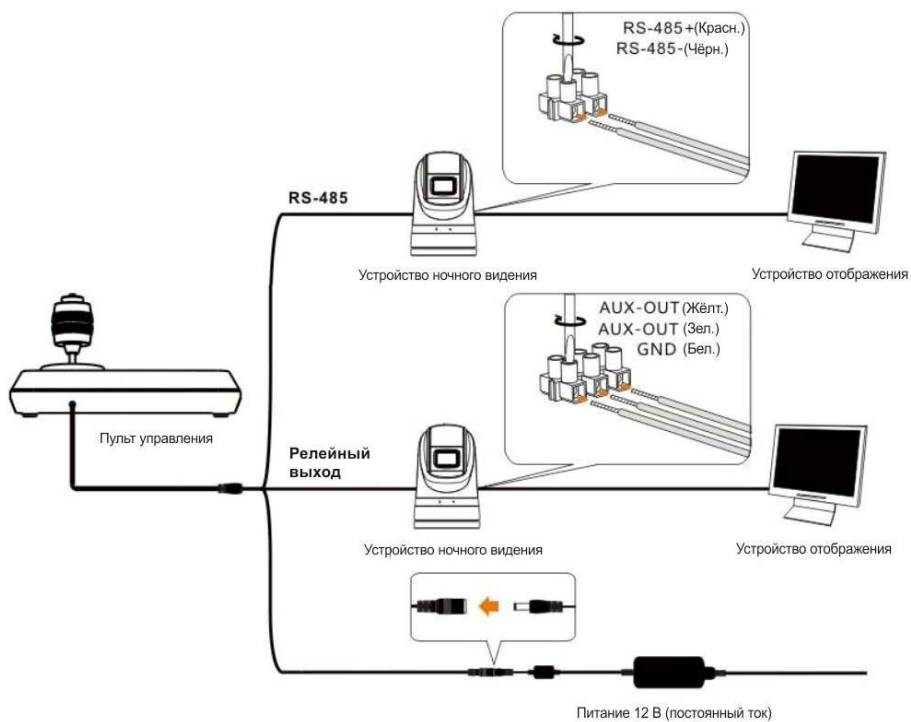 RS-485+(Красн.)
RS-485-(Чёрн.)
RS-485
Устройство ночного видения
Устройство отображения
AUX-OUT (Жёлт.)
AUX-OUT (Зел.)
GND (Бел.)
Пульт управления
Релейный
выход
Устройство ночного видения
Устройство отображения
Питание 12 В (постоянный ток)